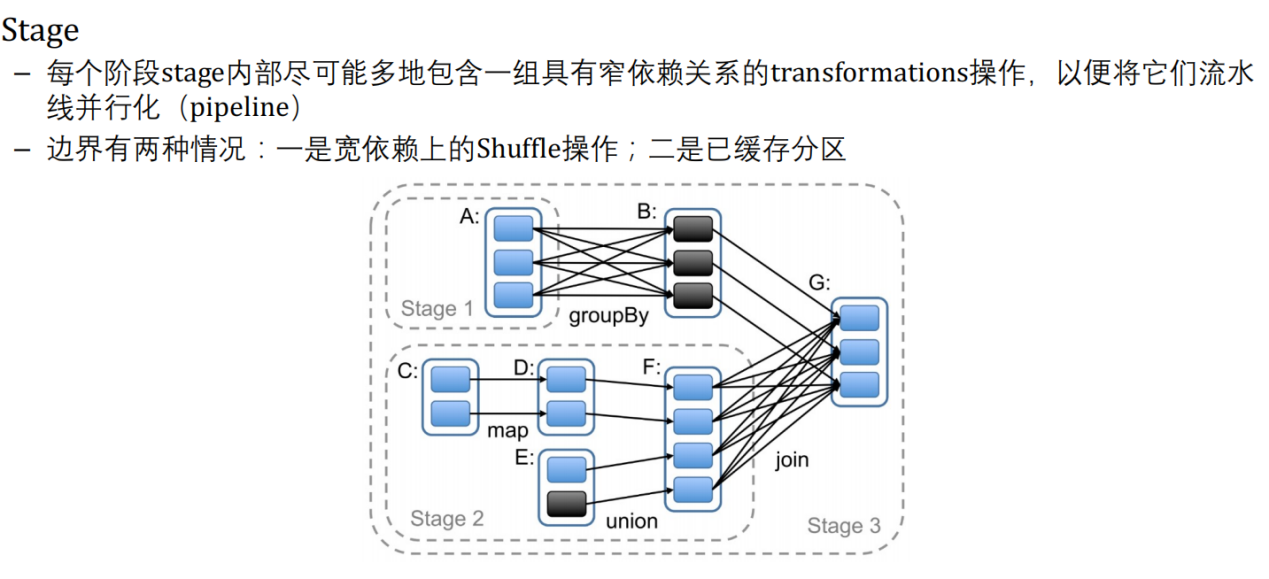 Stage
– 每个阶段stage内部尽可能多地包含一组具有窄依赖关系的transformations操作，以便将它们流水
线并行化（pipeline）
– 边界有两种情况：一是宽依赖上的Shuffle操作；二是已缓存分区
A:
B:
G:
Stage 1
groupBy
C:
D:
F:
map
E:
join
Stage 2
union
Stage 3